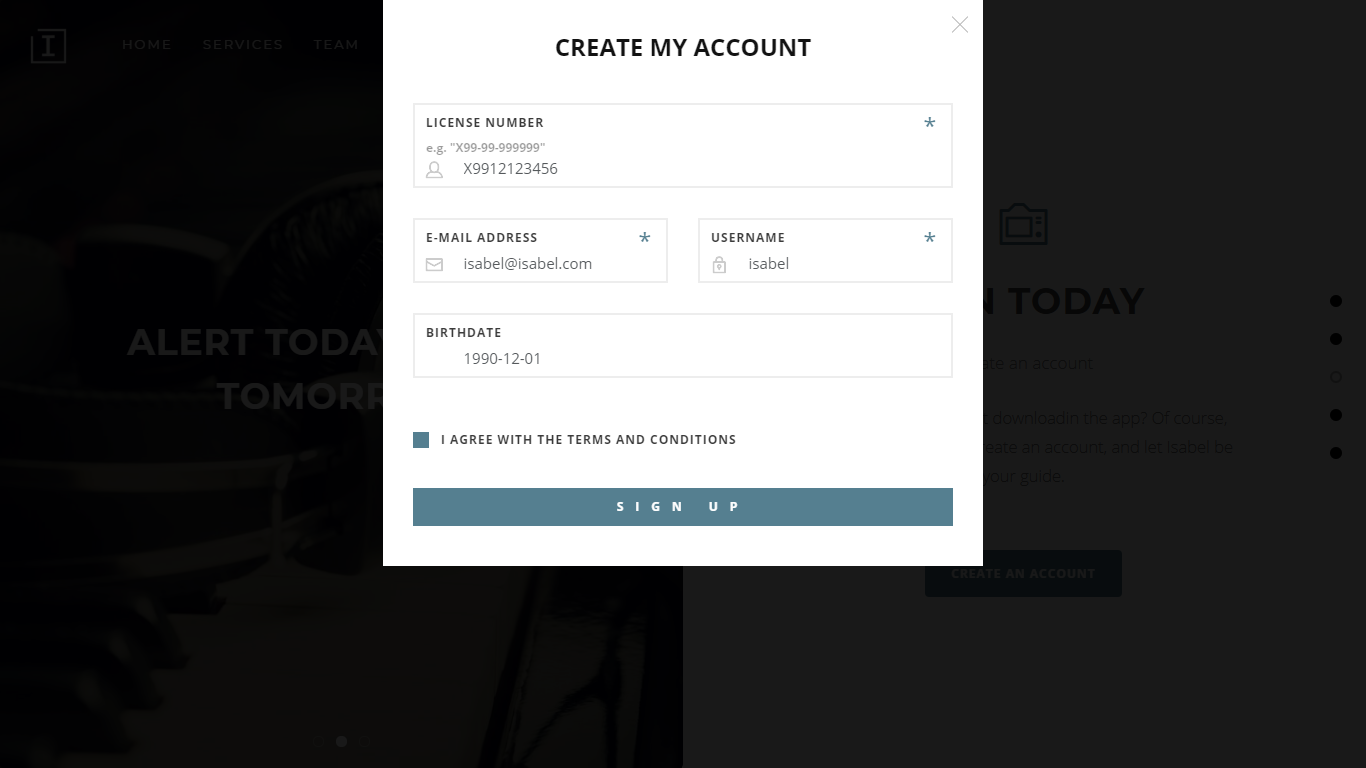 I
HOME SERVICES TEAM
CREATE MY ACCOUNT
LICENSE NUMBER *
e.g. "X99-99-999999"
X9912123456
E-MAIL ADDRESS *
isabel@isabel.com
USERNAME *
isabel
BIRTHDATE
1990-12-01
I AGREE WITH THE TERMS AND CONDITIONS
SIGN UP
ALERT TODAY
TOMORR
N TODAY
ate an account.
t downloadin the app? Of course,
eate an account, and let Isabel be
your guide.
CREATE AN ACCOUNT